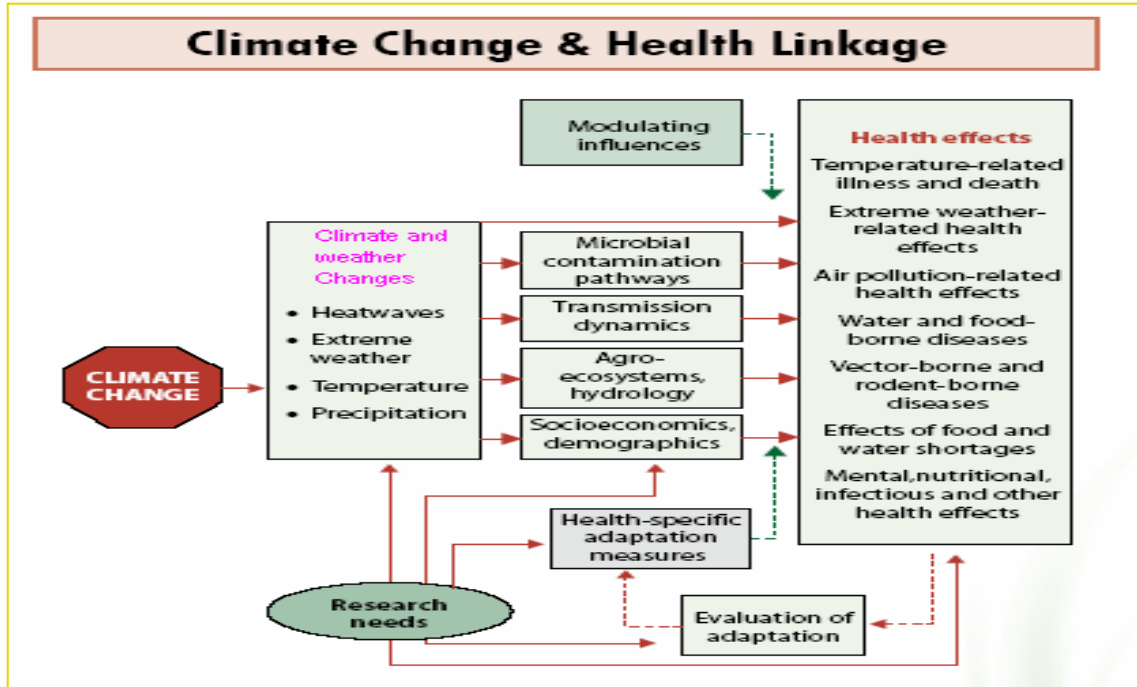 Climate Change & Health Linkage
Modulating
influences
Health effects
Temperature-related
illness and death
Extreme weather-
related health
effects
Air pollution-related
health effects
Water and food-
borne diseases
Vector-borne and
rodent-borne
diseases
Effects of food and
water shortages
Mental,nutritional,
infectious and other
health effects
Climate and
weather
Changes
• Heatwaves
• Extreme
weather
• Temperature
• Precipitation
Microbial
contamination
pathways
Transmission
dynamics
Agro-
ecosystems,
hydrology
Socioeconomics,
demographics
CLIMATE
CHANGE
Health-specific
adaptation
measures
Research
needs
Evaluation of
adaptation